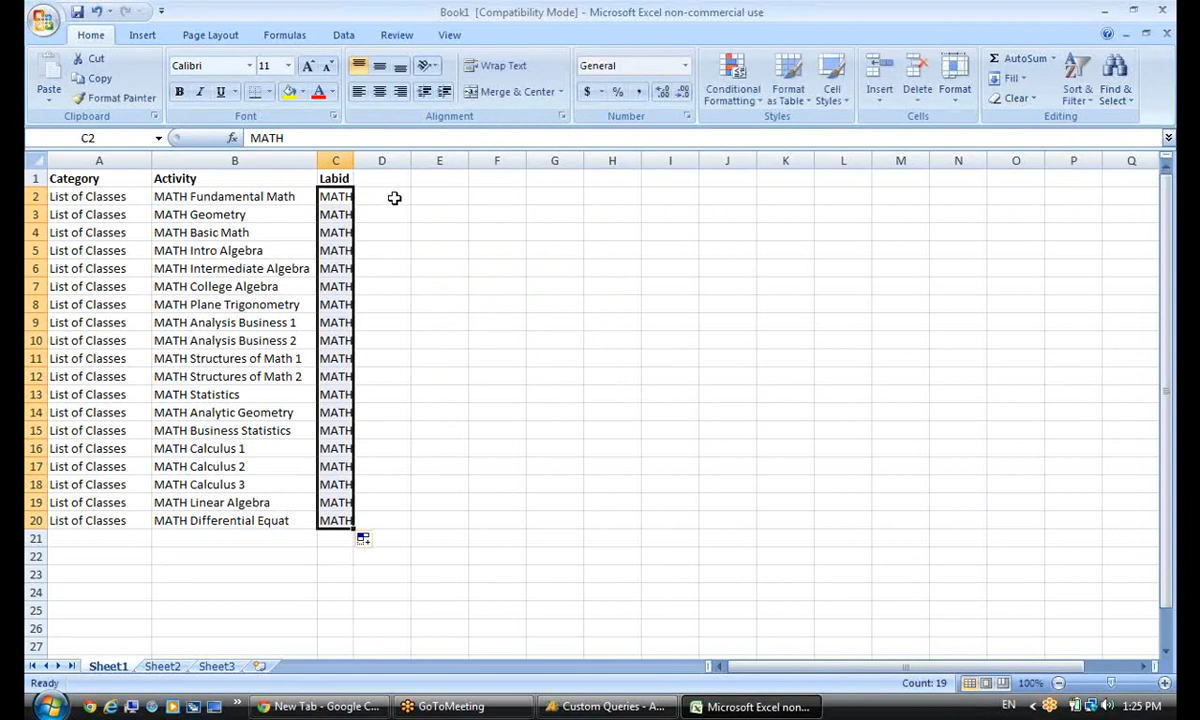 Book1 [Compatibility Mode] - Microsoft Excel non-commercial use
Home Insert Page Layout Formulas Data Review View
Paste
Cut
Copy
Format Painter
Clipboard
Calibri 11 A A
B I U A
Font
Wrap Text
Merge & Center
Alignment
General
$ % , .0 .00 .00 .0
Number
Conditional Formatting
Format as Table
Cell Styles
Styles
Insert Delete Format
Cells
Σ AutoSum
Fill
Clear
Sort & Filter
Find & Select
Editing
C2 fx MATH
A B C D E F G H I J K L M N O P Q
1 Category Activity Labid
2 List of Classes MATH Fundamental Math MATH
3 List of Classes MATH Geometry MATH
4 List of Classes MATH Basic Math MATH
5 List of Classes MATH Intro Algebra MATH
6 List of Classes MATH Intermediate Algebra MATH
7 List of Classes MATH College Algebra MATH
8 List of Classes MATH Plane Trigonometry MATH
9 List of Classes MATH Analysis Business 1 MATH
10 List of Classes MATH Analysis Business 2 MATH
11 List of Classes MATH Structures of Math 1 MATH
12 List of Classes MATH Structures of Math 2 MATH
13 List of Classes MATH Statistics MATH
14 List of Classes MATH Analytic Geometry MATH
15 List of Classes MATH Business Statistics MATH
16 List of Classes MATH Calculus 1 MATH
17 List of Classes MATH Calculus 2 MATH
18 List of Classes MATH Calculus 3 MATH
19 List of Classes MATH Linear Algebra MATH
20 List of Classes MATH Differential Equat MATH
21
22
23
24
25
26
27
Sheet1 Sheet2 Sheet3
Ready Count: 19 100%
New Tab - Google C... GoToMeeting Custom Queries - A... Microsoft Excel non... EN 1:25 PM